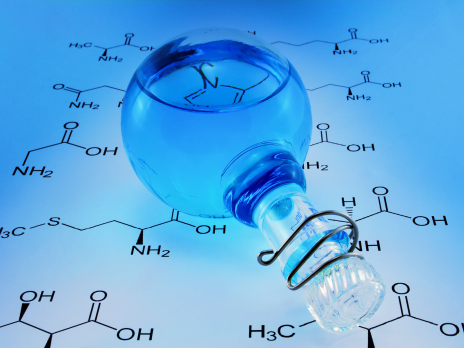 H₃C O OH NH₂
O OH NH₂
O NH₂
O OH NH₂
N
O OH NH₂
O OH NH₂
H O OH NH
H₃C S O OH NH₂
OH O OH
H₃C O OH